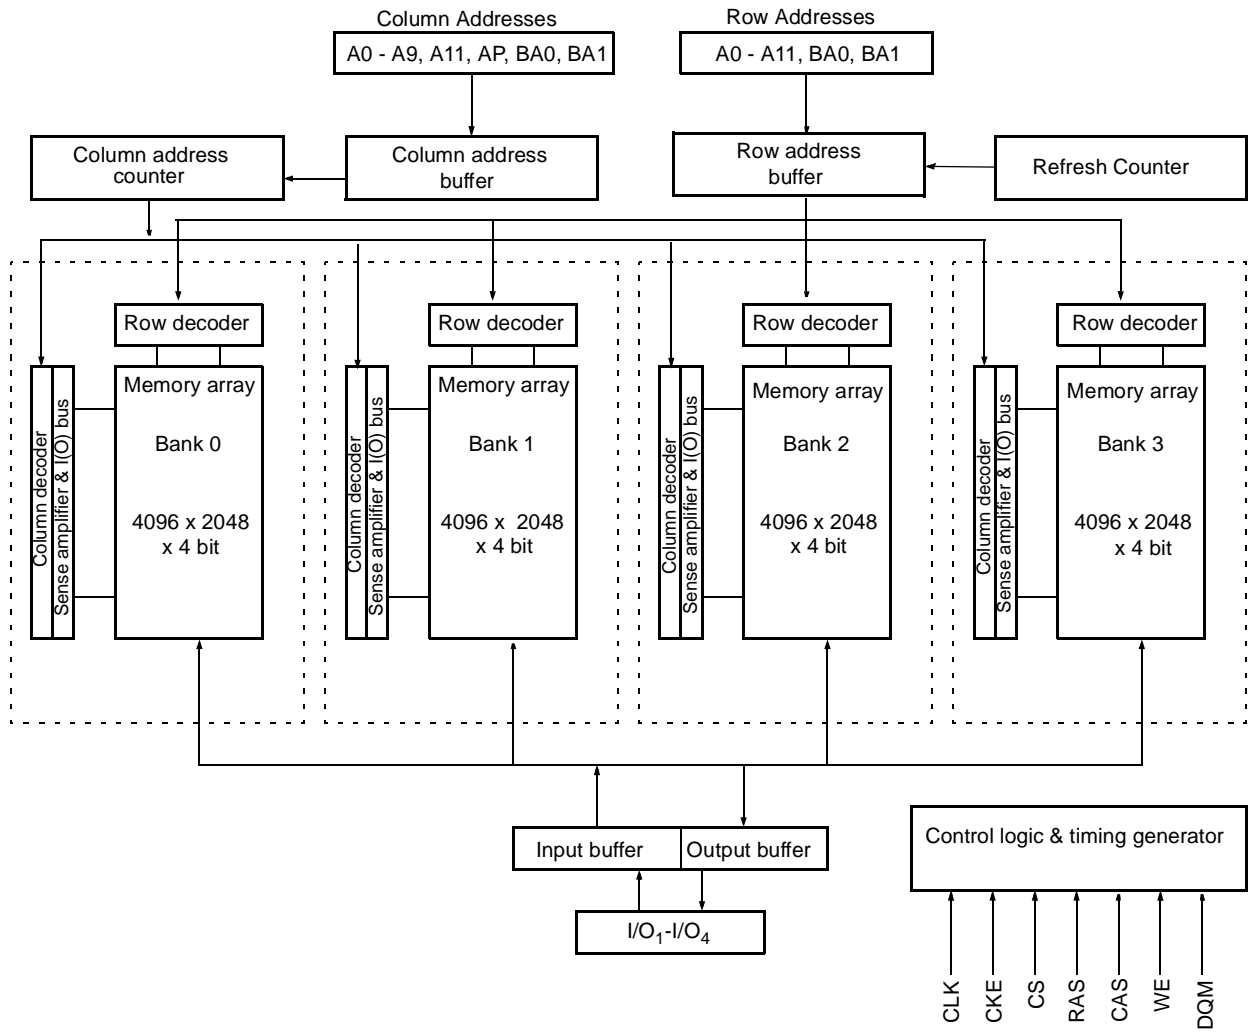 Column Addresses
Row Addresses
A0 - A9, A11, AP, BA0, BA1
A0 - A11, BA0, BA1
Column address
counter
Column address
buffer
Row address
buffer
Refresh Counter
Row decoder
Row decoder
Row decoder
Row decoder
Column decoder
Sense amplifier & I(O) bus
Memory array
Bank 0
4096 x 2048
x 4 bit
Column decoder
Sense amplifier & I(O) bus
Memory array
Bank 1
4096 x 2048
x 4 bit
Column decoder
Sense amplifier & I(O) bus
Memory array
Bank 2
4096 x 2048
x 4 bit
Column decoder
Sense amplifier & I(O) bus
Memory array
Bank 3
4096 x 2048
x 4 bit
Input buffer
Output buffer
I/O1-I/O4
Control logic & timing generator
CLK
CKE
CS
RAS
CAS
WE
DQM